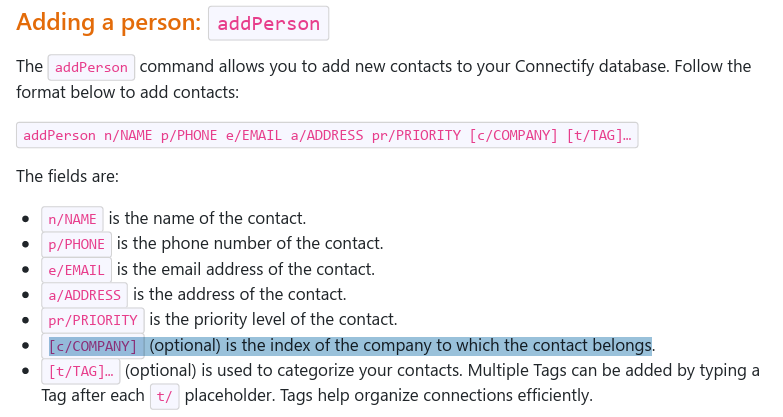 Adding a person: addPerson
The addPerson command allows you to add new contacts to your Connectify database. Follow the
format below to add contacts:
addPerson n/NAME p/PHONE e/EMAIL a/ADDRESS pr/PRIORITY [c/COMPANY] [t/TAG]…
The fields are:
• n/NAME is the name of the contact.
• p/PHONE is the phone number of the contact.
• e/EMAIL is the email address of the contact.
• a/ADDRESS is the address of the contact.
• pr/PRIORITY is the priority level of the contact.
• [c/COMPANY] (optional) is the index of the company to which the contact belongs.
• [t/TAG]… (optional) is used to categorize your contacts. Multiple Tags can be added by typing a
Tag after each t/ placeholder. Tags help organize connections efficiently.